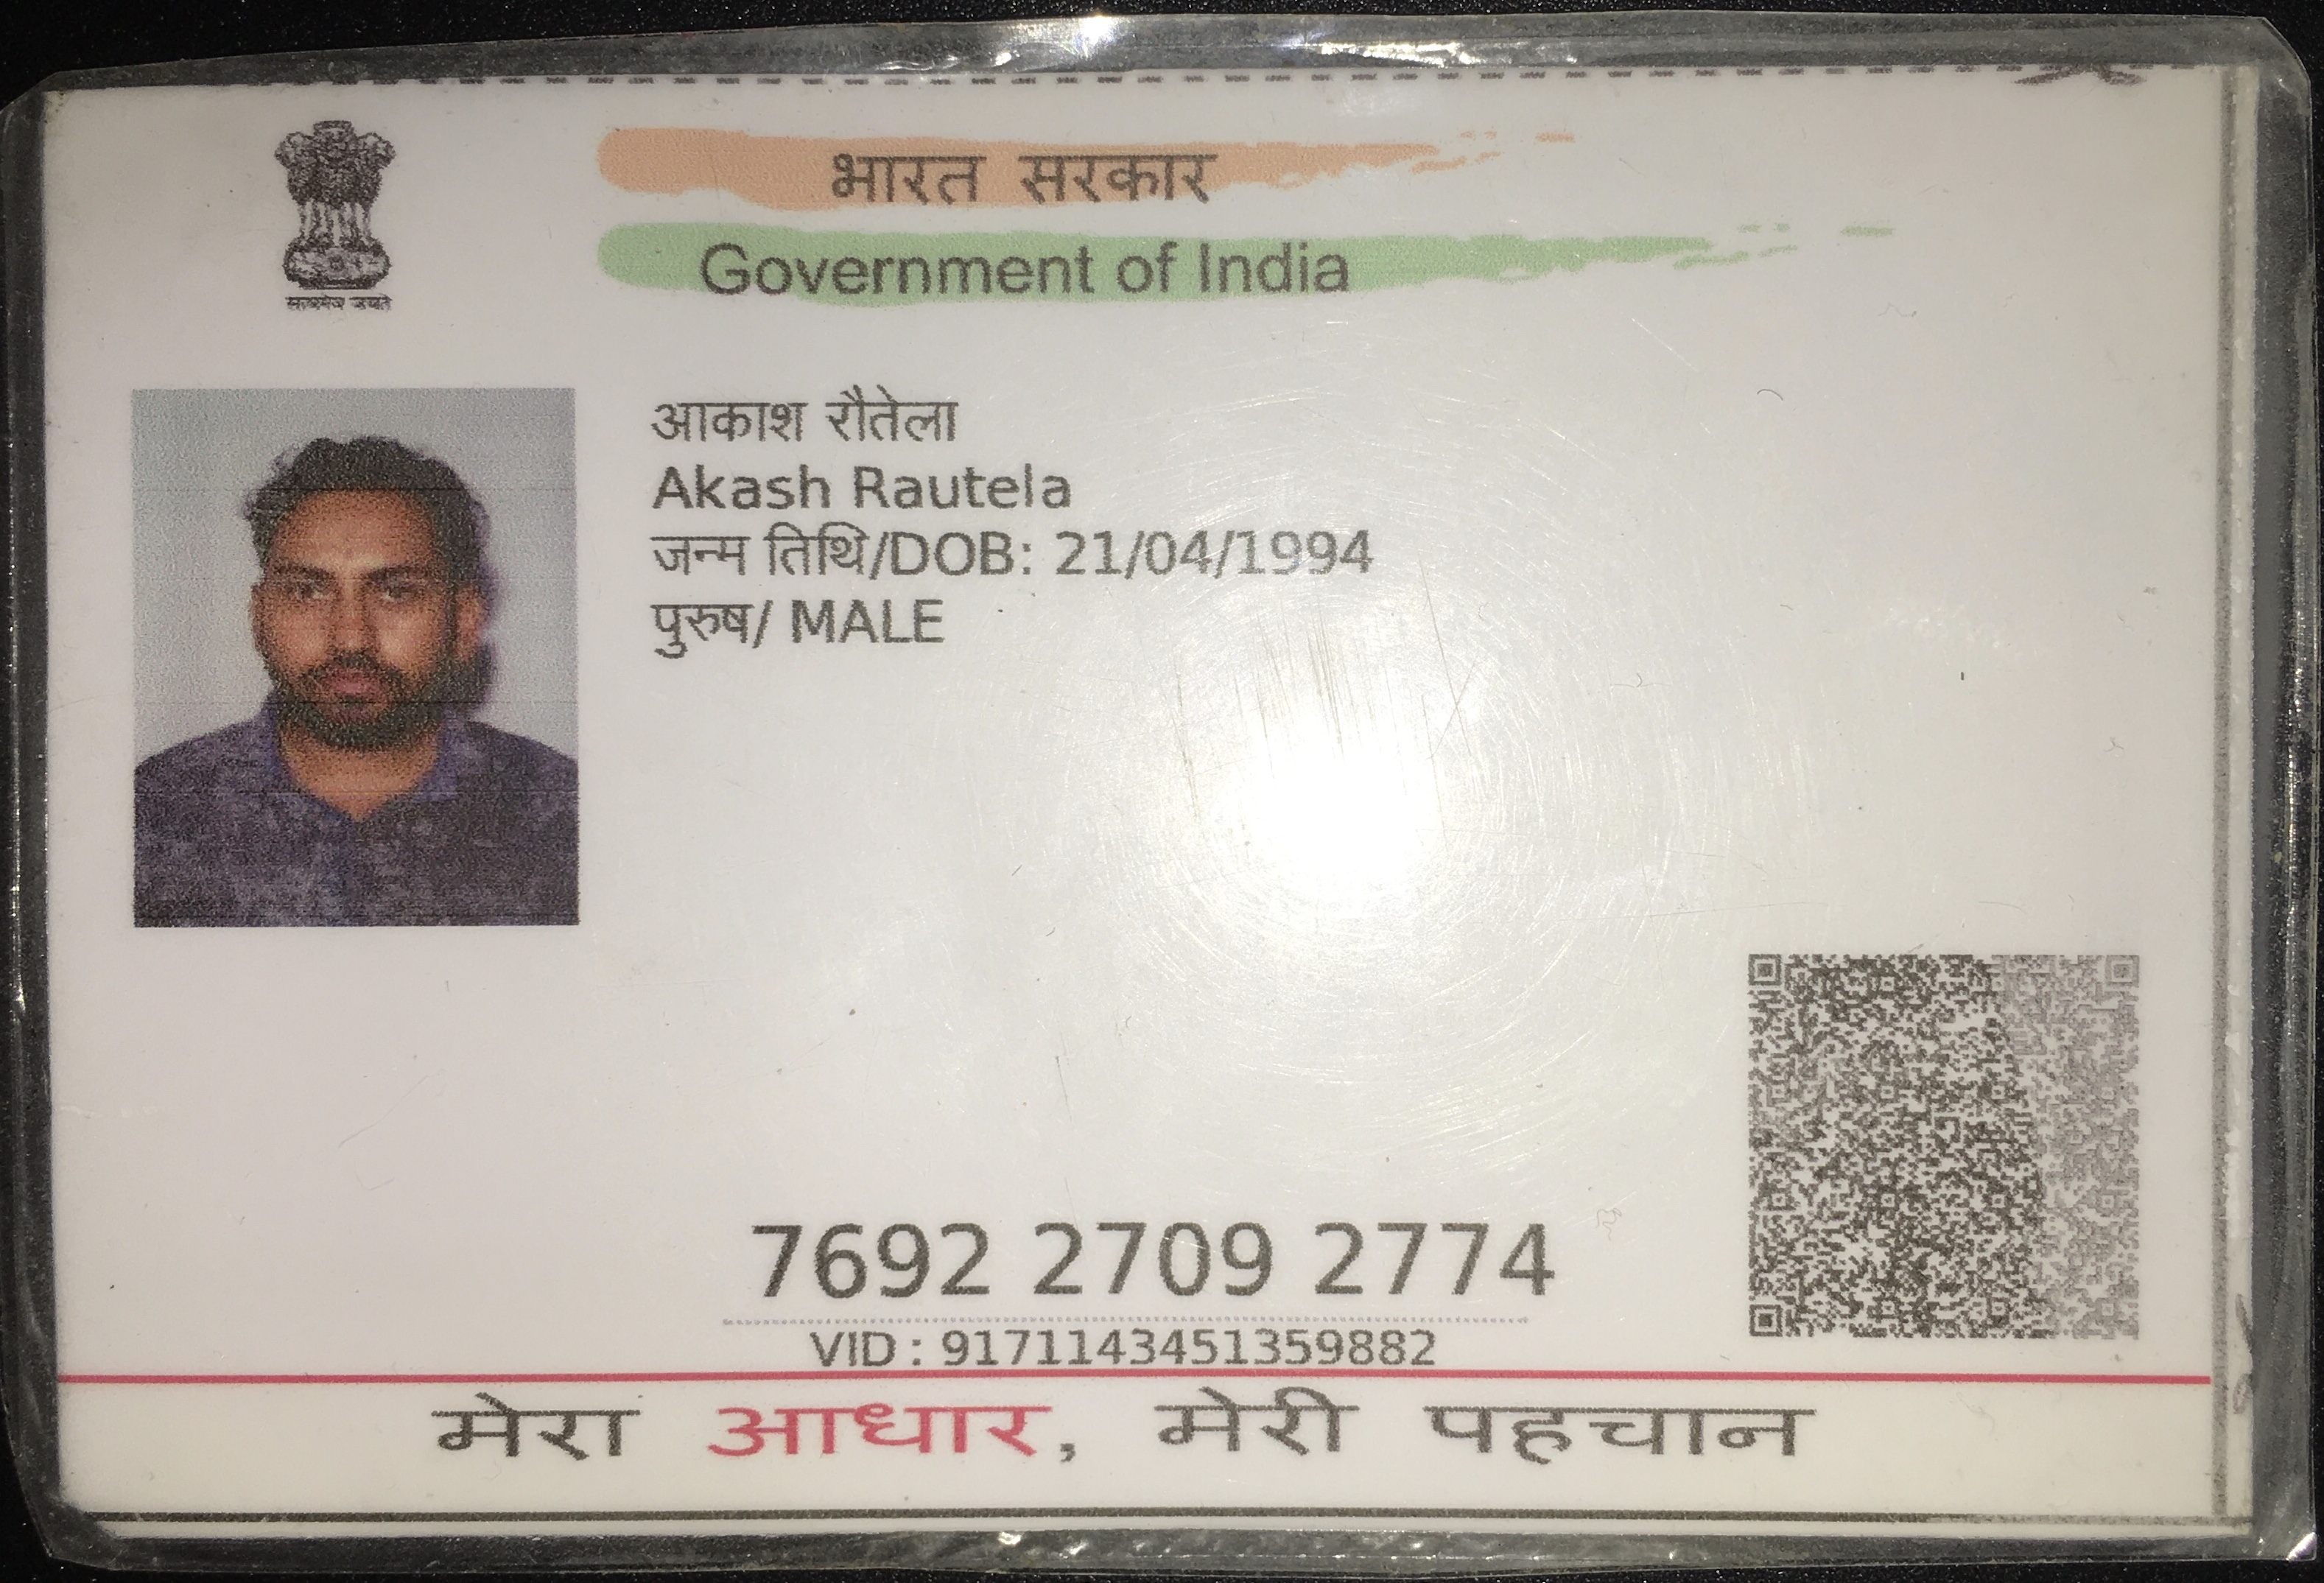 सत्यमेव जयते
भारत सरकार
Government of India
आकाश रौतेला
Akash Rautela
जन्म तिथि/DOB: 21/04/1994
पुरुष/ MALE
7692 2709 2774
VID : 9171143451359882
मेरा आधार, मेरी पहचान